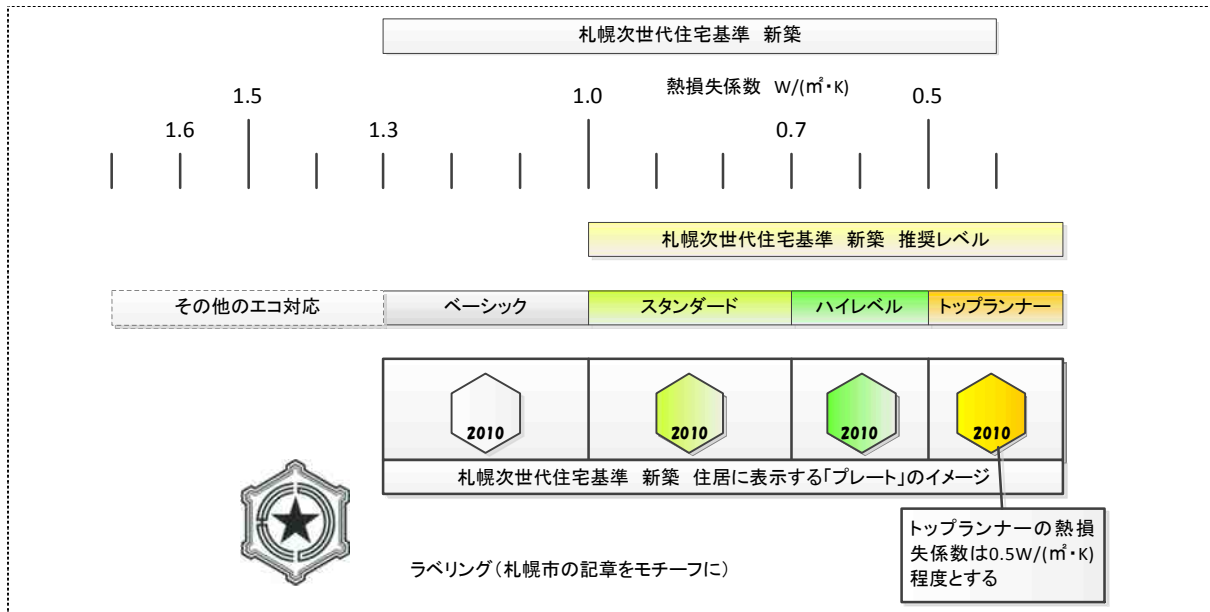 札幌次世代住宅基準 新築
熱損失係数 W/(㎡・K)
1.5
1.0
0.5
1.6
1.3
0.7
札幌次世代住宅基準 新築 推奨レベル
その他のエコ対応
ベーシック
スタンダード
ハイレベル
トップランナー
2010
2010
2010
2010
札幌次世代住宅基準 新築 住居に表示する「プレート」のイメージ
トップランナーの熱損
失係数は0.5W/(㎡・K)
程度とする
ラベリング(札幌市の記章をモチーフに)